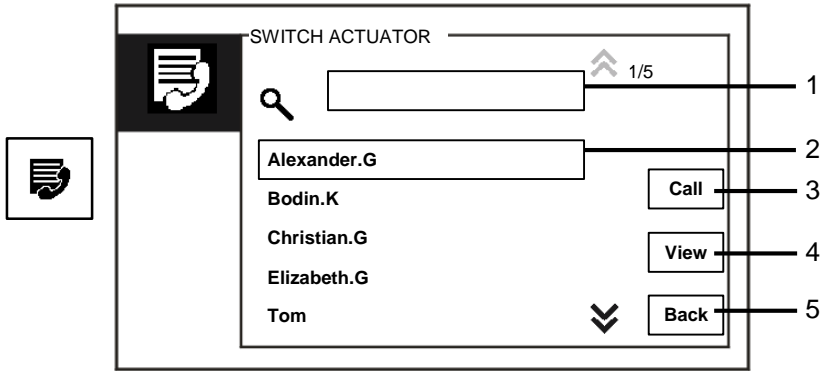 SWITCH ACTUATOR
1/5
1
Alexander.G
2
Bodin.K
Call
3
Christian.G
View
4
Elizabeth.G
Tom
Back
5